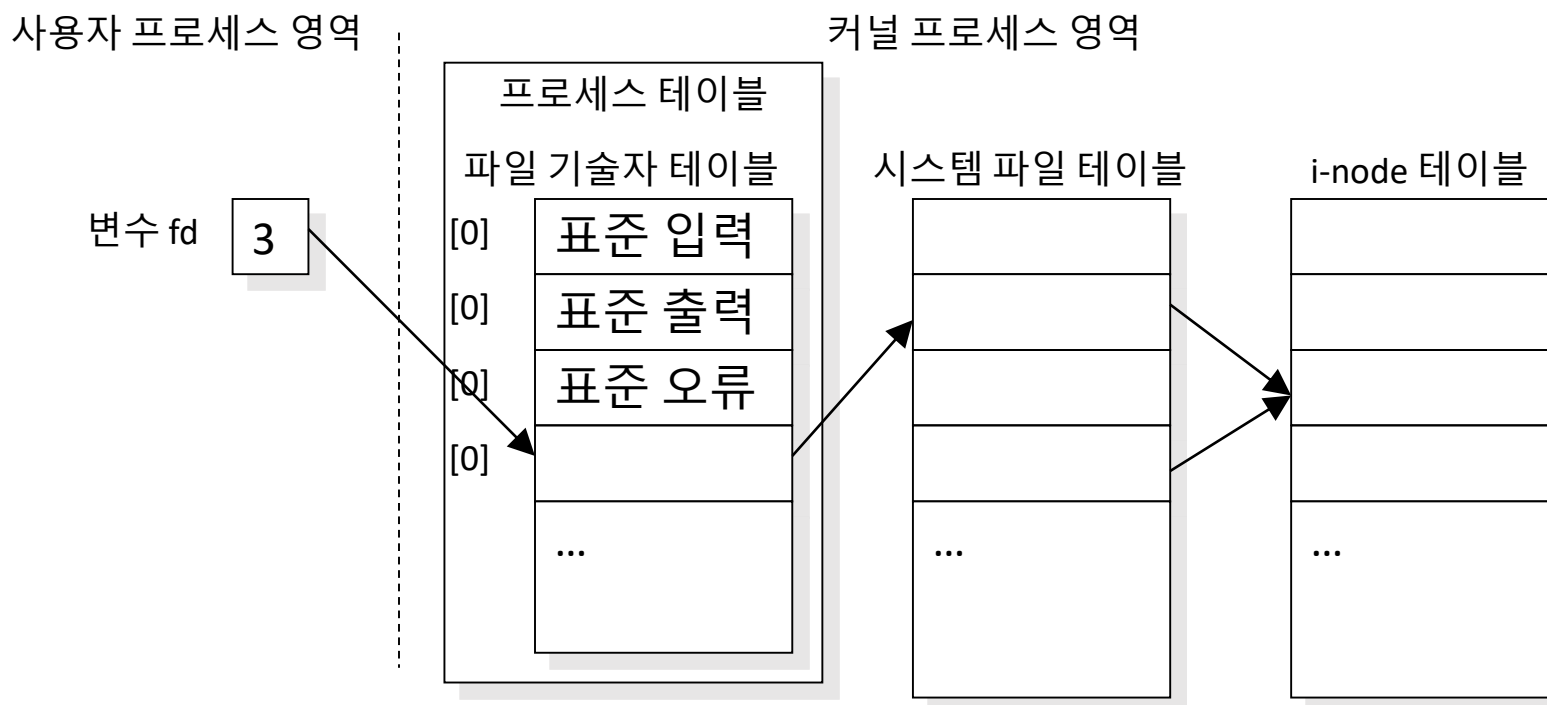 사용자 프로세스 영역
커널 프로세스 영역
프로세스 테이블
파일 기술자 테이블
시스템 파일 테이블
i-node 테이블
변수 fd
3
[0]
표준 입력
[0]
표준 출력
[0]
표준 오류
[0]
...
...
...